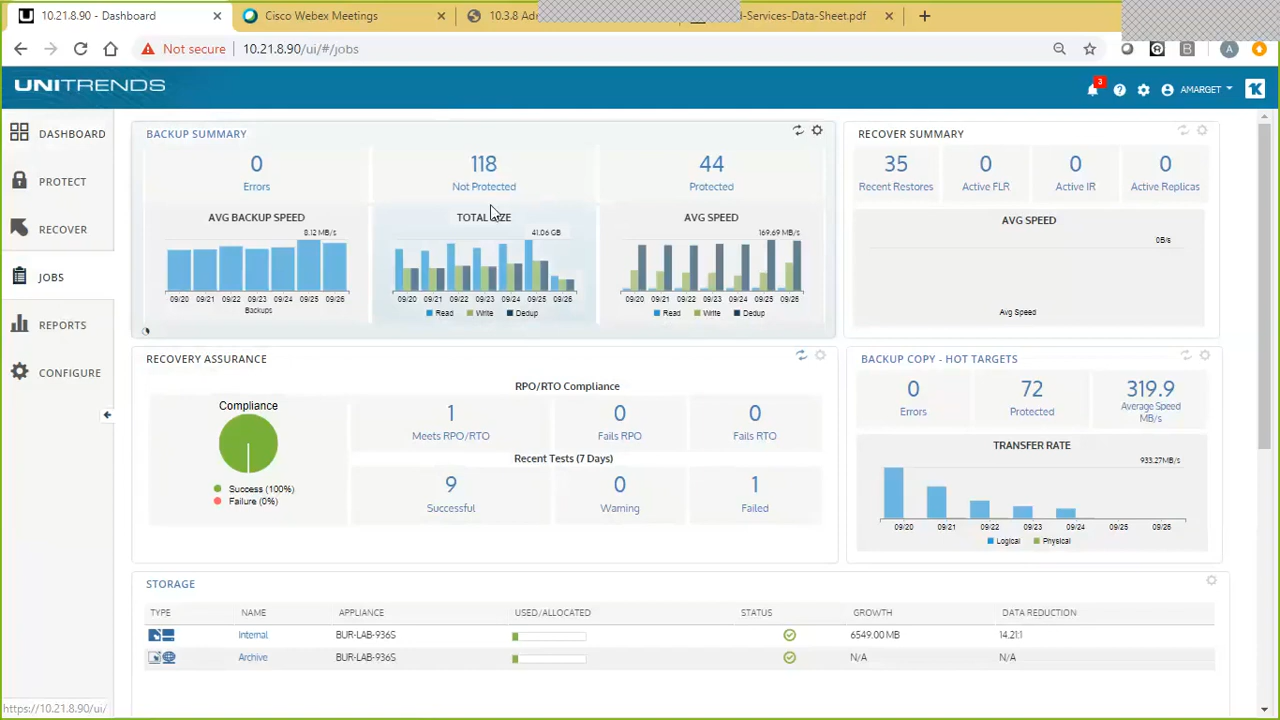 10.21.8.90 - Dashboard
Cisco Webex Meetings
10.3.8 Ad
d-Services-Data-Sheet.pdf
Not secure
10.21.8.90/ui/#/jobs
A
B
UNITRENDS
3
AMARGET
DASHBOARD
PROTECT
RECOVER
JOBS
REPORTS
CONFIGURE
BACKUP SUMMARY
0
Errors
118
Not Protected
44
Protected
AVG BACKUP SPEED
8.12 MB/s
09/20 09/21 09/22 09/23 09/24 09/25 09/26
Backups
TOTAL SIZE
41.06 GB
09/20 09/21 09/22 09/23 09/24 09/25 09/26
Read Write Dedup
AVG SPEED
169.69 MB/s
09/20 09/21 09/22 09/23 09/24 09/25 09/26
Read Write Dedup
RECOVER SUMMARY
35
Recent Restores
0
Active FLR
0
Active IR
0
Active Replicas
AVG SPEED
0B/s
Avg Speed
RECOVERY ASSURANCE
Compliance
Success (100%)
Failure (0%)
RPO/RTO Compliance
1
Meets RPO/RTO
0
Fails RPO
0
Fails RTO
Recent Tests (7 Days)
9
Successful
0
Warning
1
Failed
BACKUP COPY - HOT TARGETS
0
Errors
72
Protected
319.9
Average Speed
MB/s
TRANSFER RATE
933.27MB/s
09/20 09/21 09/22 09/23 09/24 09/25 09/26
Logical Physical
STORAGE
TYPE NAME APPLIANCE USED/ALLOCATED STATUS GROWTH DATA REDUCTION
Internal BUR-LAB-936S 6549.00 MB 14.21:1
Archive BUR-LAB-936S N/A N/A
https://10.21.8.90/ui/